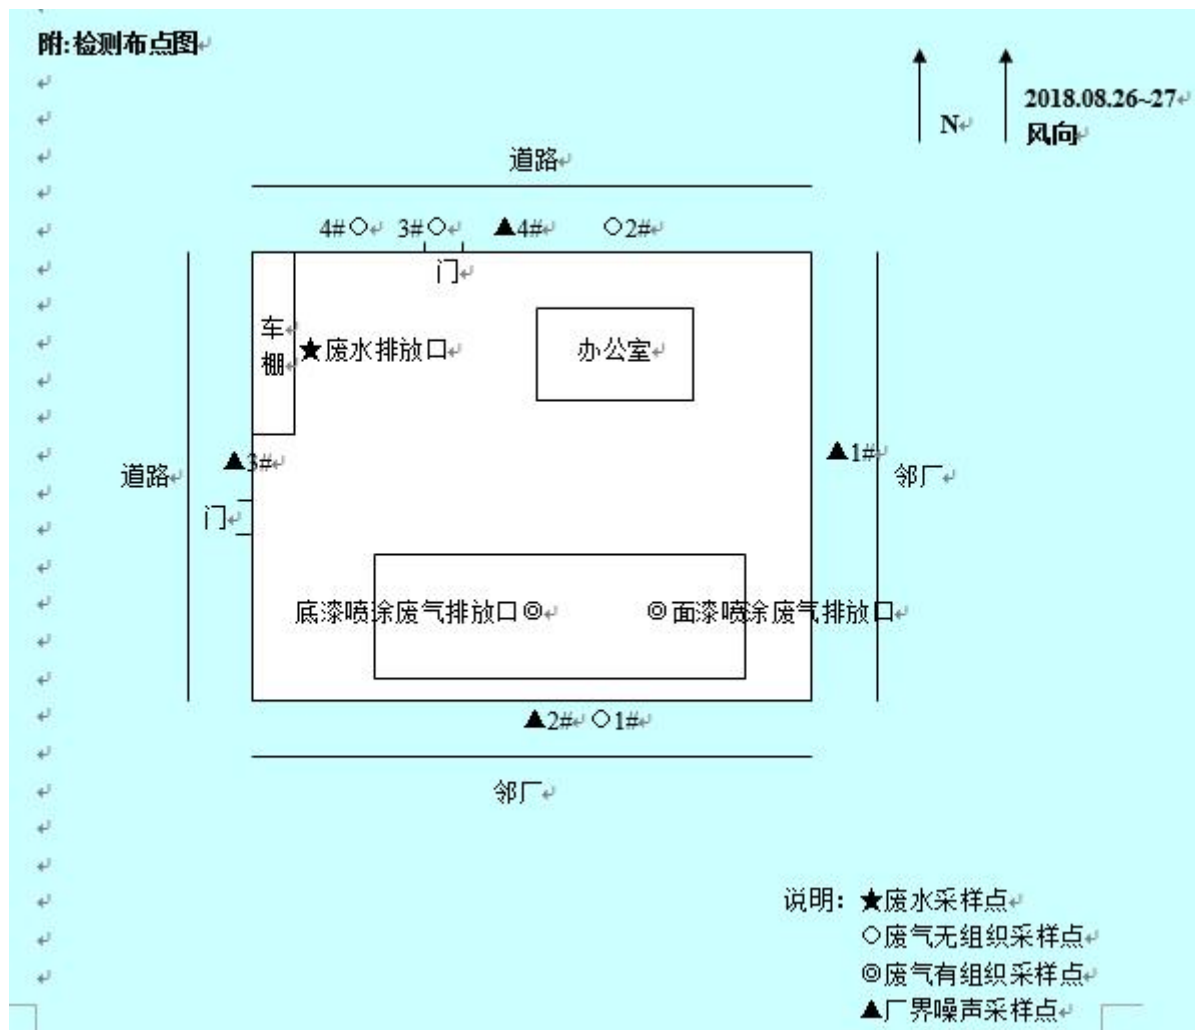 附:检测布点图
N
2018.08.26~27
风向
道路
4#○ 3#○ ▲4# ○2#
门
车
棚
★废水排放口
办公室
道路
▲3#
▲1#
邻厂
门
底漆喷涂废气排放口◎
◎面漆喷涂废气排放口
▲2# ○1#
邻厂
说明: ★废水采样点
○废气无组织采样点
◎废气有组织采样点
▲厂界噪声采样点